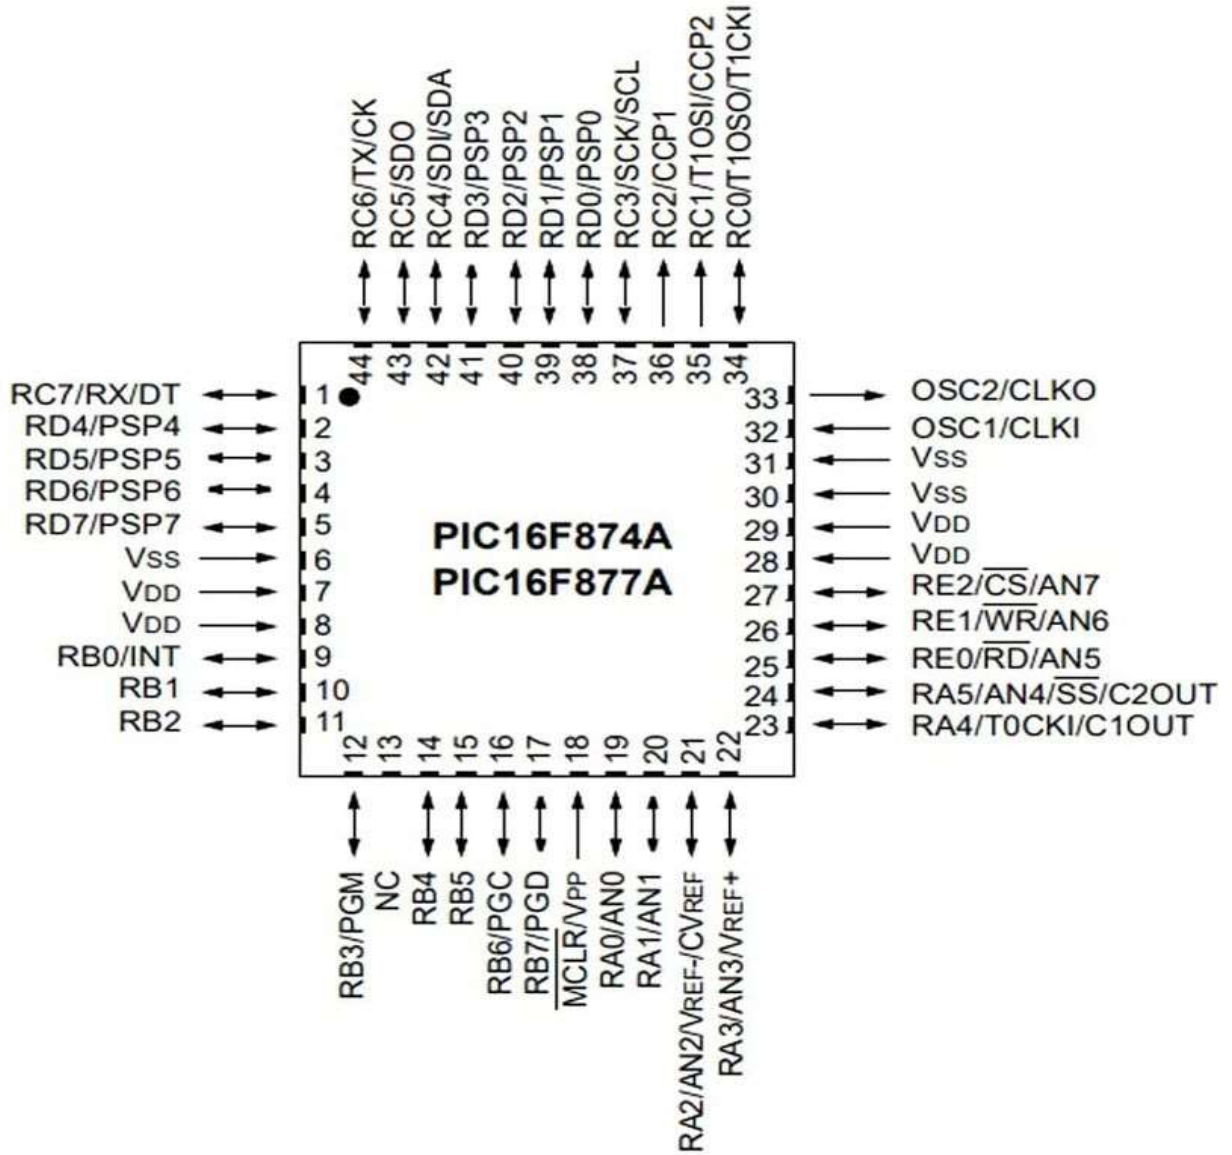 RC6/TX/CK
RC5/SDO
RC4/SDI/SDA
RD3/PSP3
RD2/PSP2
RD1/PSP1
RD0/PSP0
RC3/SCK/SCL
RC2/CCP1
RC1/T1OSI/CCP2
RC0/T1OSO/T1CKI
44
43
42
41
40
39
38
37
36
35
34
RC7/RX/DT 1
RD4/PSP4 2
RD5/PSP5 3
RD6/PSP6 4
RD7/PSP7 5
VSS 6
VDD 7
VDD 8
RB0/INT 9
RB1 10
RB2 11
PIC16F874A
PIC16F877A
33 OSC2/CLKO
32 OSC1/CLKI
31 VSS
30 VSS
29 VDD
28 VDD
27 RE2/CS/AN7
26 RE1/WR/AN6
25 RE0/RD/AN5
24 RA5/AN4/SS/C2OUT
23 RA4/T0CKI/C1OUT
12
13
14
15
16
17
18
19
20
21
22
RB3/PGM
NC
RB4
RB5
RB6/PGC
RB7/PGD
MCLR/VPP
RA0/AN0
RA1/AN1
RA2/AN2/VREF-/CVREF
RA3/AN3/VREF+